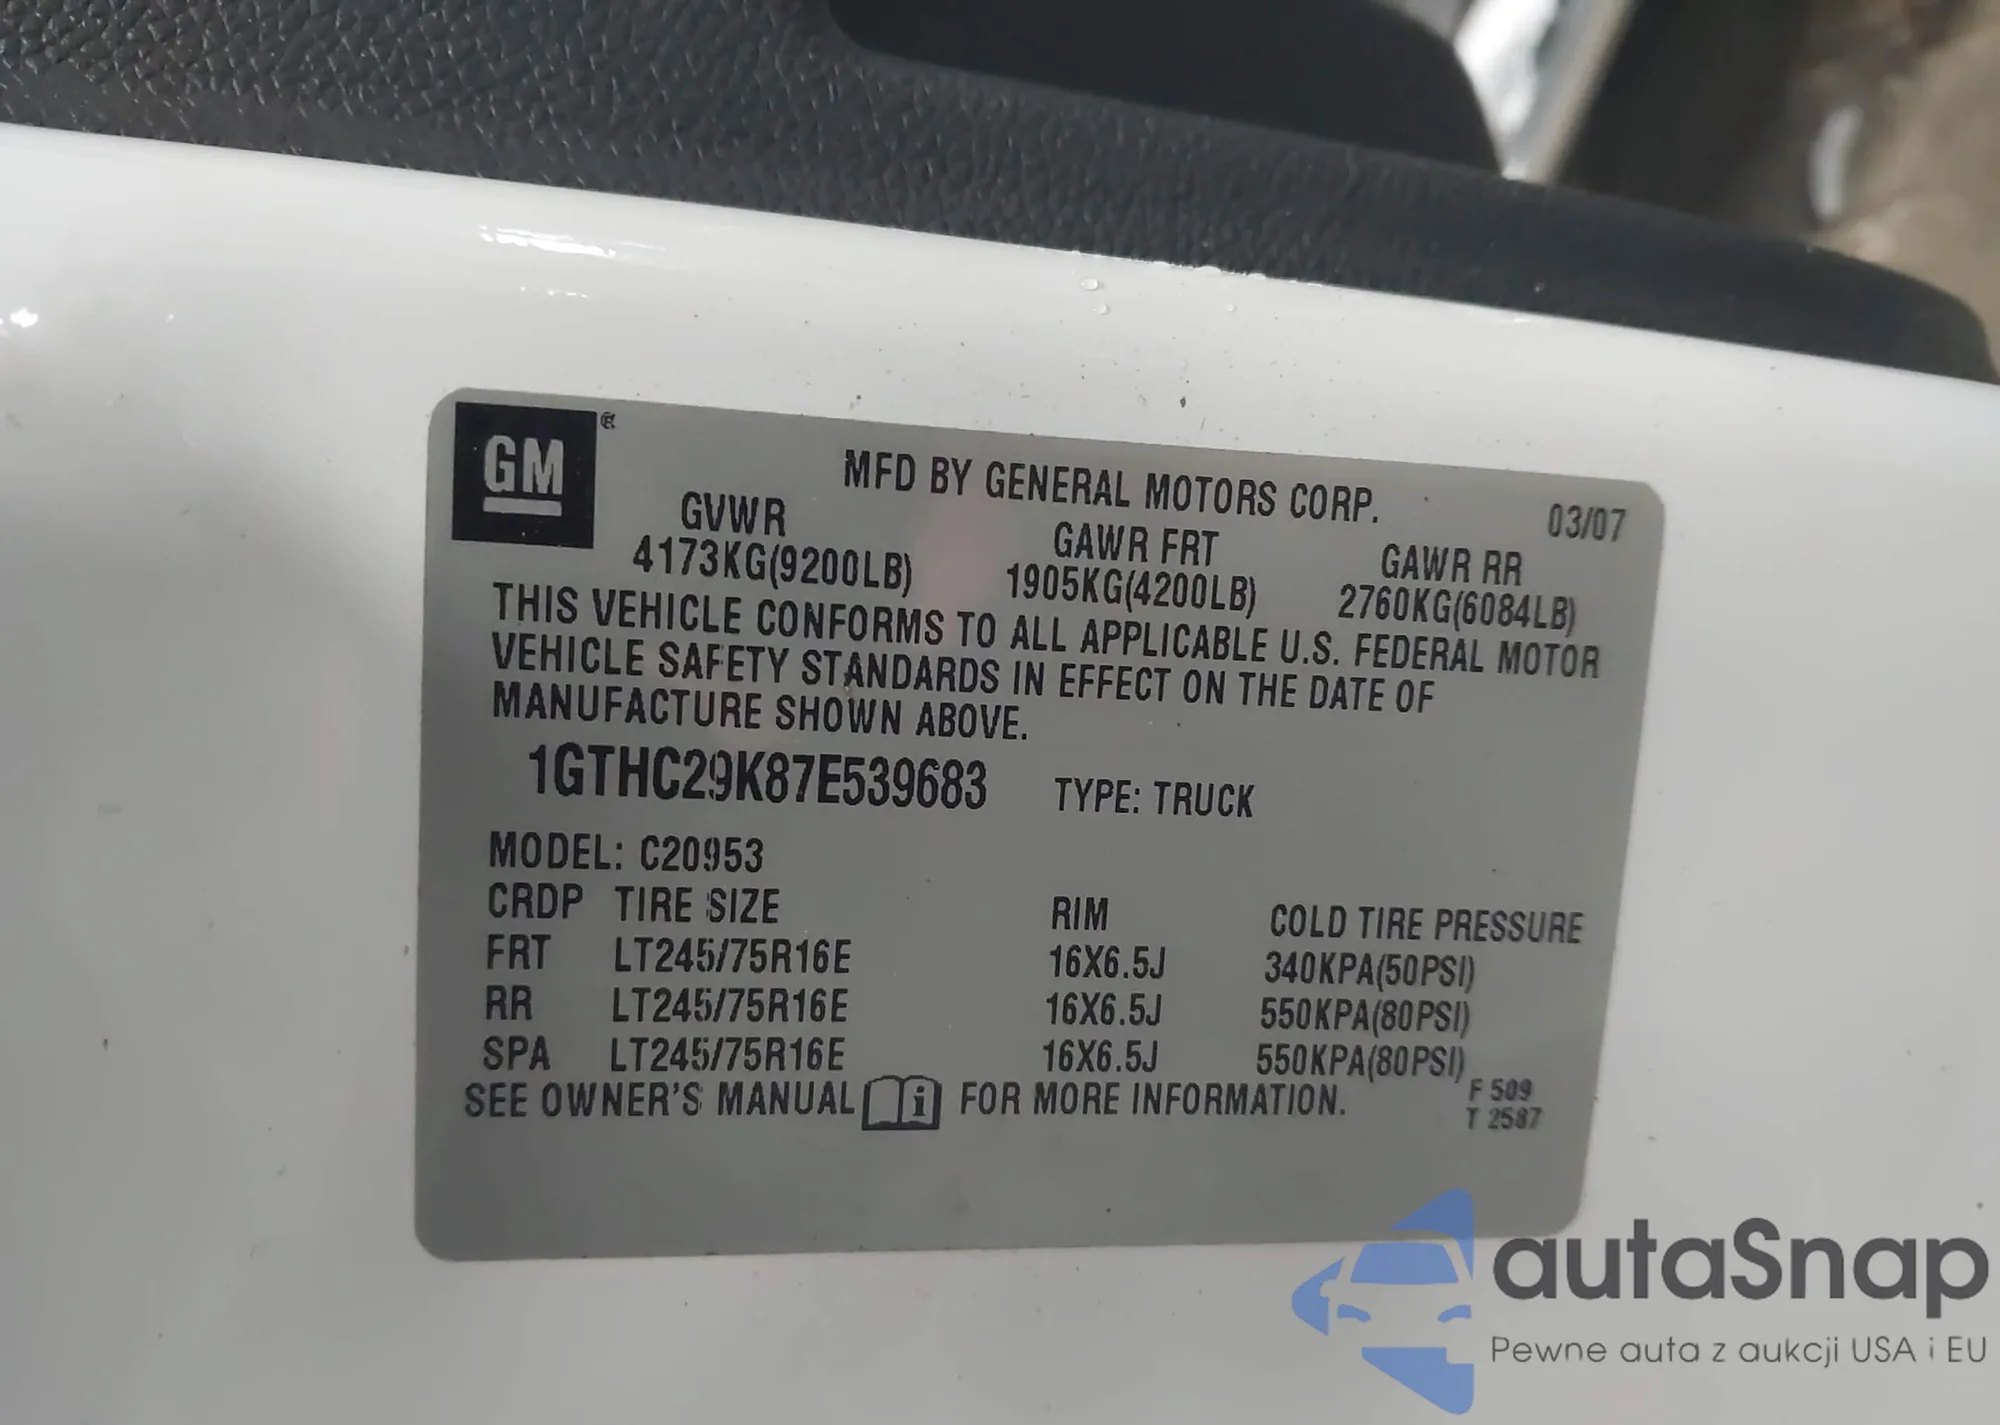 GM
MFD BY GENERAL MOTORS CORP. 03/07
GVWR GAWR FRT GAWR RR
4173KG(9200LB) 1905KG(4200LB) 2760KG(6084LB)
THIS VEHICLE CONFORMS TO ALL APPLICABLE U.S. FEDERAL MOTOR
VEHICLE SAFETY STANDARDS IN EFFECT ON THE DATE OF
MANUFACTURE SHOWN ABOVE.
1GTHC29K87E539683 TYPE: TRUCK
MODEL: C20953
CRDP TIRE SIZE RIM COLD TIRE PRESSURE
FRT LT245/75R16E 16X6.5J 340KPA(50PSI)
RR LT245/75R16E 16X6.5J 550KPA(80PSI)
SPA LT245/75R16E 16X6.5J 550KPA(80PSI)
SEE OWNER'S MANUAL i FOR MORE INFORMATION.
F 509
T 2587
autaSnap
Pewne auta z aukcji USA i EU